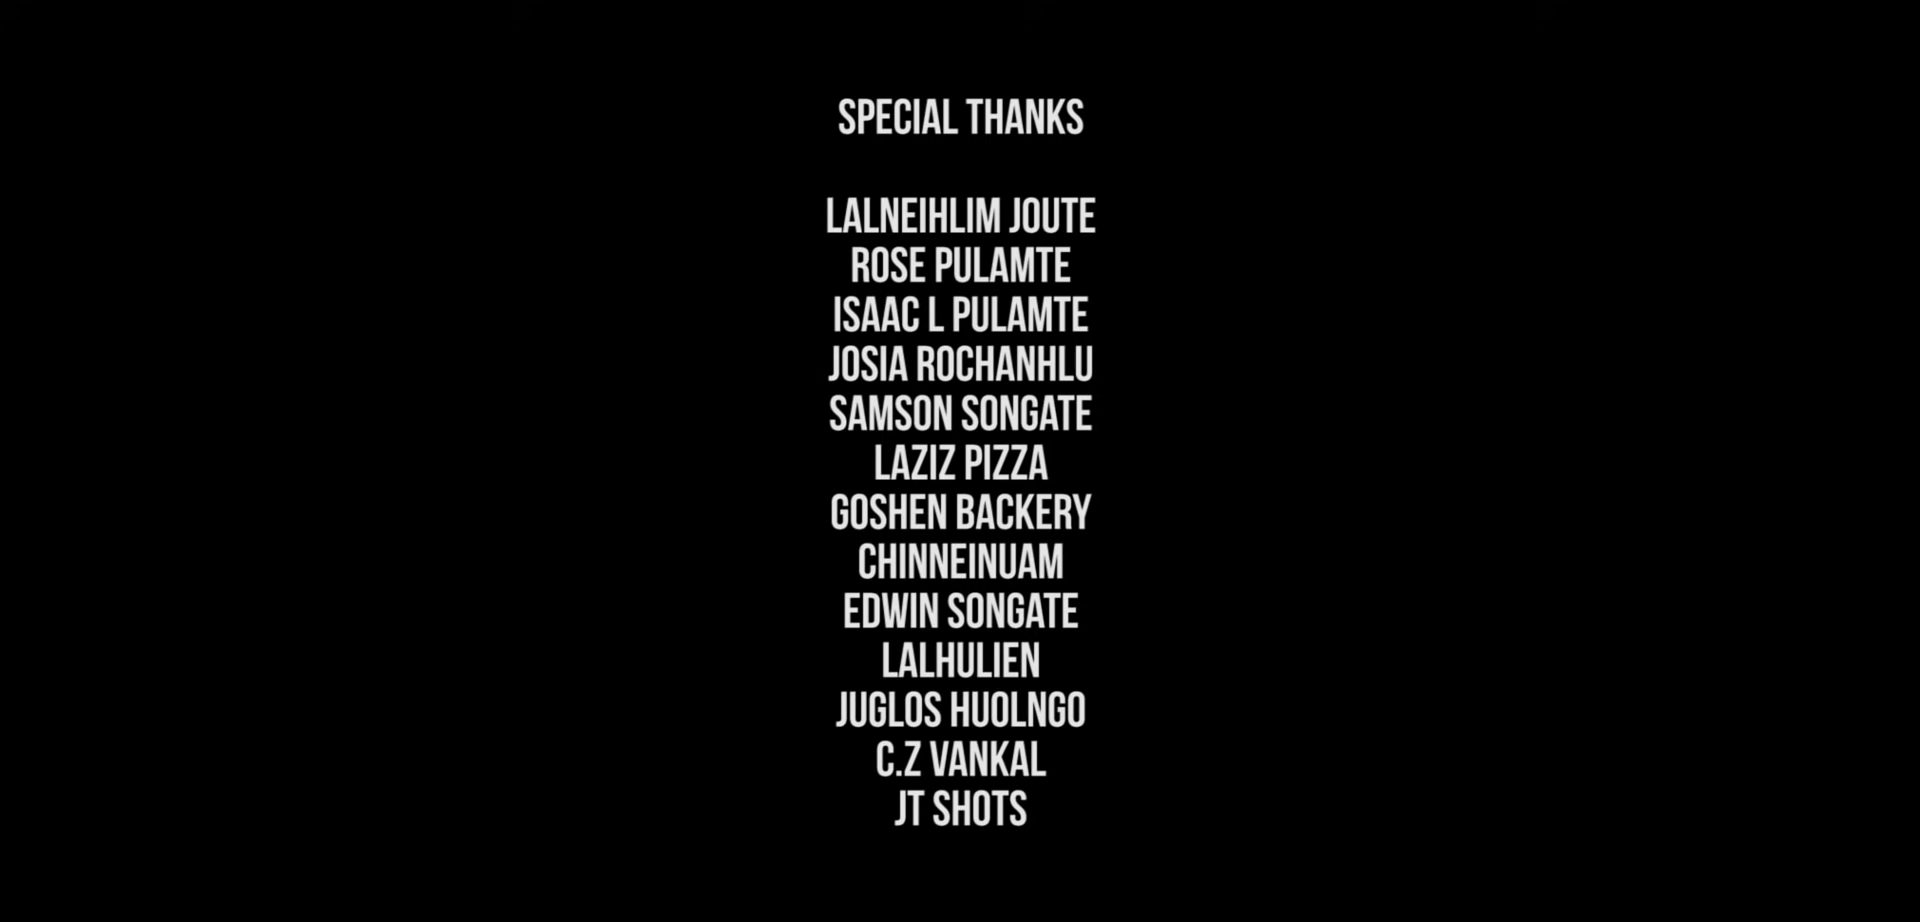 SPECIAL THANKS
LALNEIHLIM JOUTE
ROSE PULAMTE
ISAAC L PULAMTE
JOSIA ROCHANHLU
SAMSON SONGATE
LAZIZ PIZZA
GOSHEN BACKERY
CHINNEINUAM
EDWIN SONGATE
LALHULIEN
JUGLOS HUOLNGO
C.Z VANKAL
JT SHOTS